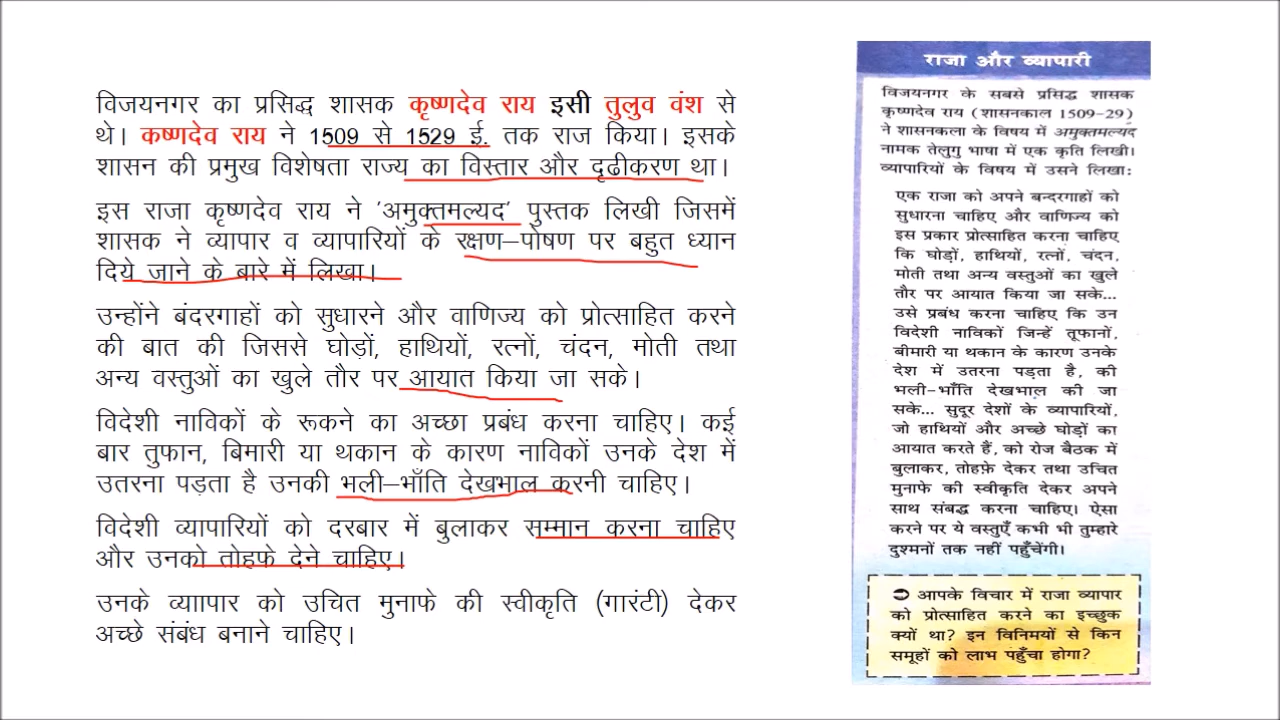 विजयनगर का प्रसिद्ध शासक कृष्णदेव राय इसी तुलुव वंश से
थे। कष्णदेव राय ने 1509 से 1529 ई. तक राज किया। इसके
शासन की प्रमुख विशेषता राज्य का विस्तार और दृढीकरण था।
इस राजा कृष्णदेव राय ने 'अमुक्तमल्यद' पुस्तक लिखी जिसमें
शासक ने व्यापार व व्यापारियों के रक्षण–पोषण पर बहुत ध्यान
दिये जाने के बारे में लिखा।
उन्होंने बंदरगाहों को सुधारने और वाणिज्य को प्रोत्साहित करने
की बात की जिससे घोड़ों, हाथियों, रत्नों, चंदन, मोती तथा
अन्य वस्तुओं का खुले तौर पर आयात किया जा सके।
विदेशी नाविकों के रूकने का अच्छा प्रबंध करना चाहिए। कई
बार तुफान, बिमारी या थकान के कारण नाविकों उनके देश में
उतरना पड़ता है उनकी भली–भाँति देखभाल करनी चाहिए।
विदेशी व्यापारियों को दरबार में बुलाकर सम्मान करना चाहिए
और उनको तोहफे देने चाहिए।
उनके व्याापार को उचित मुनाफे की स्वीकृति (गारंटी) देकर
अच्छे संबंध बनाने चाहिए।
राजा और व्यापारी
विजयनगर के सबसे प्रसिद्ध शासक
कृष्णदेव राय (शासनकाल 1509-29)
ने शासनकला के विषय में अमुक्तमल्यद
नामक तेलुगु भाषा में एक कृति लिखी।
व्यापारियों के विषय में उसने लिखा:
एक राजा को अपने बन्दरगाहों को
सुधारना चाहिए और वाणिज्य को
इस प्रकार प्रोत्साहित करना चाहिए
कि घोड़ों, हाथियों, रत्नों, चंदन,
मोती तथा अन्य वस्तुओं का खुले
तौर पर आयात किया जा सके...
उसे प्रबंध करना चाहिए कि उन
विदेशी नाविकों जिन्हें तूफ़ानों,
बीमारी या थकान के कारण उनके
देश में उतरना पड़ता है, की
भली-भाँति देखभाल की जा
सके... सुदूर देशों के व्यापारियों,
जो हाथियों और अच्छे घोड़ों का
आयात करते हैं, को रोज बैठक में
बुलाकर, तोहफ़े देकर तथा उचित
मुनाफे की स्वीकृति देकर अपने
साथ संबद्ध करना चाहिए। ऐसा
करने पर ये वस्तुएँ कभी भी तुम्हारे
दुश्मनों तक नहीं पहुँचेंगी।
➲ आपके विचार में राजा व्यापार
को प्रोत्साहित करने का इच्छुक
क्यों था? इन विनिमयों से किन
समूहों को लाभ पहुँचा होगा?